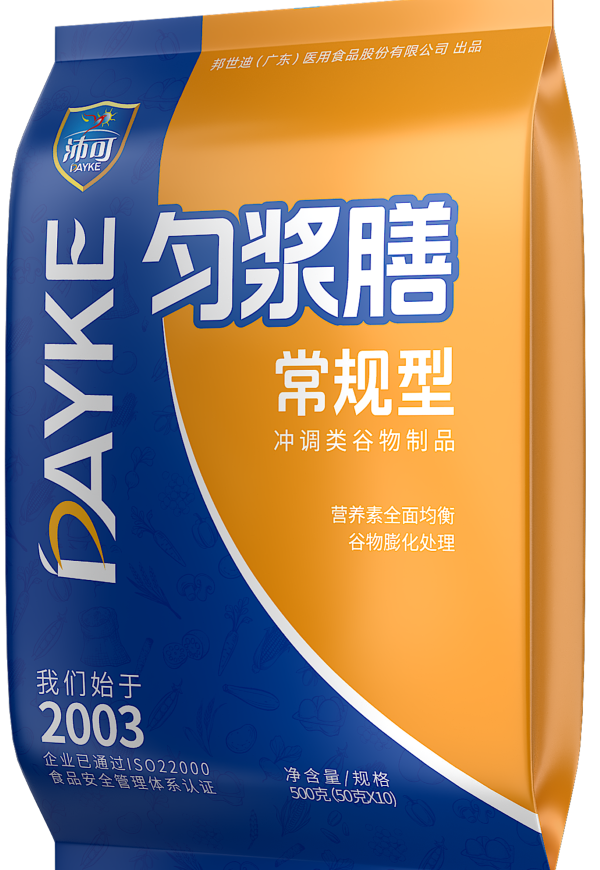 邦世迪（广东）医用食品股份有限公司 出品
沛可
DAYKE
DAYKE
匀浆膳
常规型
冲调类谷物制品
营养素全面均衡
谷物膨化处理
我们始于
2003
企业已通过ISO22000
食品安全管理体系认证
净含量/规格
500克(50克X10)